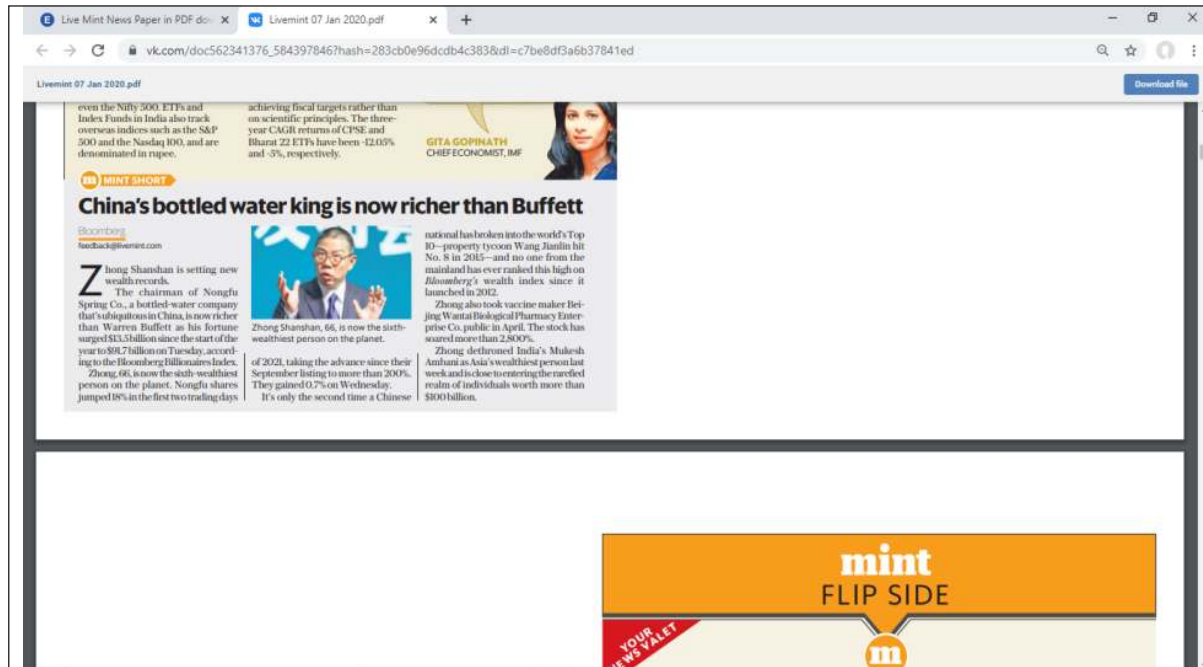 Live Mint News Paper in PDF do
Livemint 07 Jan 2020.pdf
vk.com/doc562341376_584397846?hash=283cb0e96dcdb4c383&dl=c7be8df3a6b37841ed
Livemint 07 Jan 2020.pdf
Download file
even the Nifty 500. ETFs and
Index Funds in India also track
overseas indices such as the S&P
500 and the Nasdaq 100, and are
denominated in rupee.
achieving fiscal targets rather than
on scientific principles. The three-
year CAGR returns of CPSE and
Bharat 22 ETFs have been -12.05%
and -5%, respectively.
GITA GOPINATH
CHIEF ECONOMIST, IMF
m MINT SHORT
China's bottled water king is now richer than Buffett
Bloomberg
feedback@livemint.com
Zhong Shanshan is setting new
wealth records.
The chairman of Nongfu
Spring Co., a bottled-water company
that's ubiquitous in China, is now richer
than Warren Buffett as his fortune
surged $13.5 billion since the start of the
year to $91.7 billion on Tuesday, accord-
ing to the Bloomberg Billionaires Index.
Zhong, 66, is now the sixth-wealthiest
person on the planet. Nongfu shares
jumped 18% in the first two trading days
Zhong Shanshan, 66, is now the sixth-
wealthiest person on the planet.
of 2021, taking the advance since their
September listing to more than 200%.
They gained 0.7% on Wednesday.
It's only the second time a Chinese
national has broken into the world's Top
10—property tycoon Wang Jianlin hit
No. 8 in 2015—and no one from the
mainland has ever ranked this high on
Bloomberg's wealth index since it
launched in 2012.
Zhong also took vaccine maker Bei-
jing Wantai Biological Pharmacy Enter-
prise Co. public in April. The stock has
soared more than 2,800%.
Zhong dethroned India's Mukesh
Ambani as Asia's wealthiest person last
week and is close to entering the rarefied
realm of individuals worth more than
$100 billion.
mint
FLIP SIDE
YOUR
NEWS VALET
m